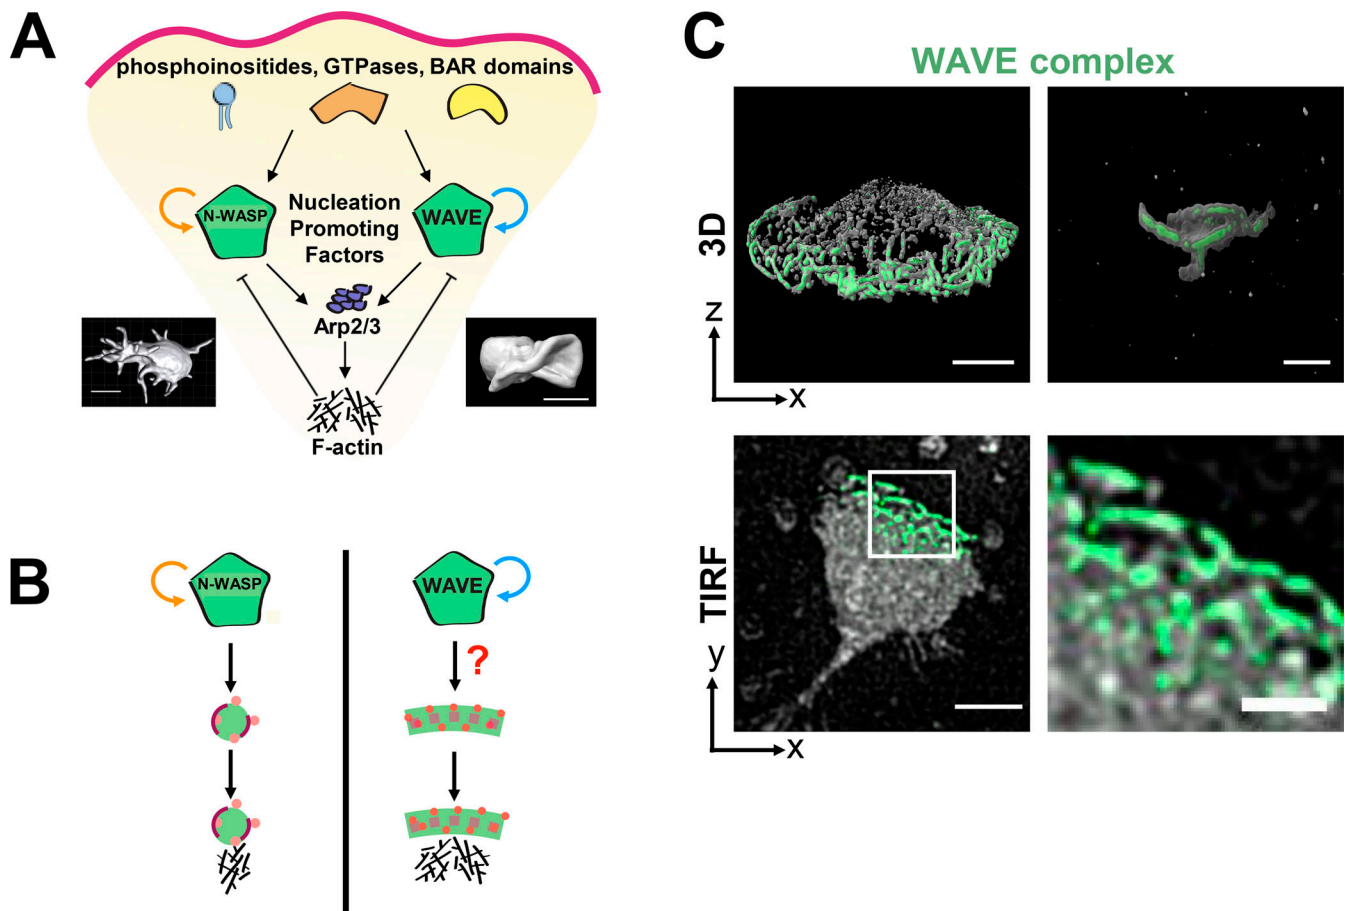 A
phosphoinositides, GTPases, BAR domains
N-WASP
Nucleation
Promoting
Factors
WAVE
Arp2/3
F-actin
B
N-WASP
WAVE
?
C
WAVE complex
3D
z
x
TIRF
y
x